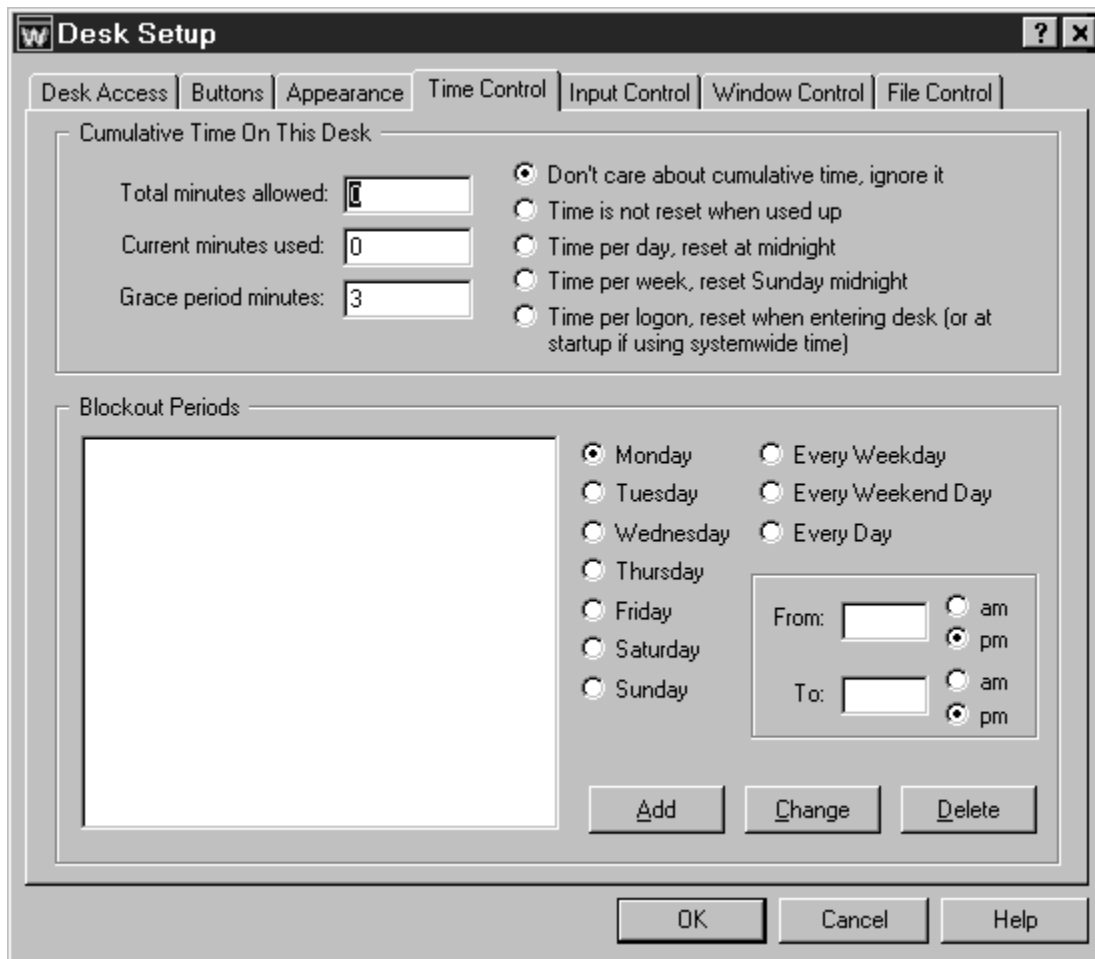 Desk Setup
Desk Access Buttons Appearance Time Control Input Control Window Control File Control
Cumulative Time On This Desk
Total minutes allowed: 0
Current minutes used: 0
Grace period minutes: 3
Don't care about cumulative time, ignore it
Time is not reset when used up
Time per day, reset at midnight
Time per week, reset Sunday midnight
Time per logon, reset when entering desk (or at
startup if using systemwide time)
Blockout Periods
Monday
Tuesday
Wednesday
Thursday
Friday
Saturday
Sunday
Every Weekday
Every Weekend Day
Every Day
From:
am
pm
To:
am
pm
Add Change Delete
OK Cancel Help